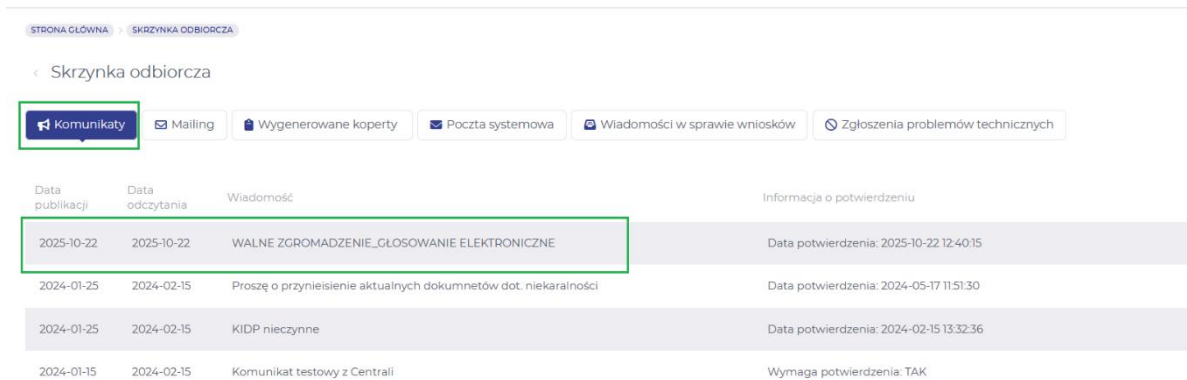 STRONA GŁÓWNA > SKRZYNKA ODBIORCZA
< Skrzynka odbiorcza
Komunikaty Mailing Wygenerowane koperty Poczta systemowa Wiadomości w sprawie wniosków Zgłoszenia problemów technicznych
Data publikacji Data odczytania Wiadomość Informacja o potwierdzeniu
2025-10-22 2025-10-22 WALNE ZGROMADZENIE_GŁOSOWANIE ELEKTRONICZNE Data potwierdzenia: 2025-10-22 12:40:15
2024-01-25 2024-02-15 Proszę o przynieisienie aktualnych dokumnetów dot. niekaralności Data potwierdzenia: 2024-05-17 11:51:30
2024-01-25 2024-02-15 KIDP nieczynne Data potwierdzenia: 2024-02-15 13:32:36
2024-01-15 2024-02-15 Komunikat testowy z Centrali Wymaga potwierdzenia: TAK